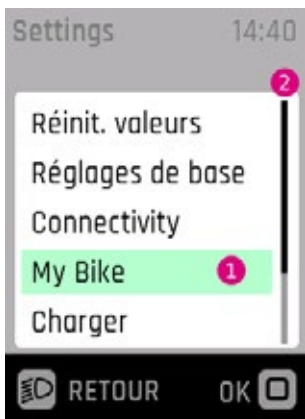 Settings 14:40
2
Réinit. valeurs
Réglages de base
Connectivity
My Bike 1
Charger
RETOUR OK